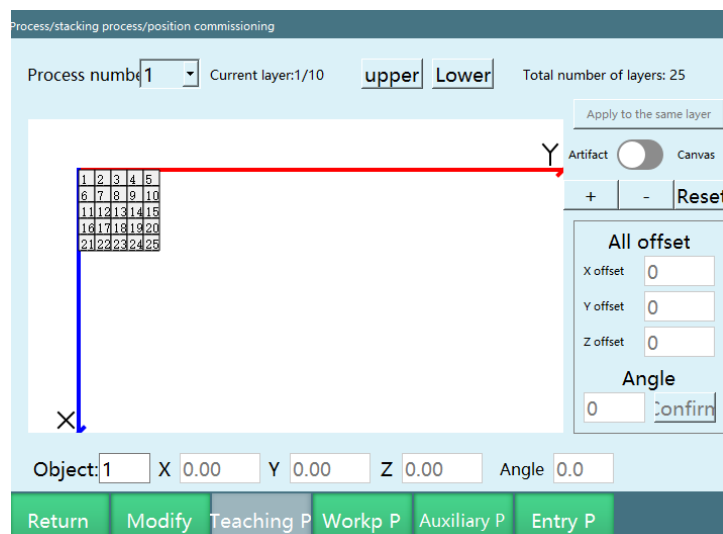 Process/stacking process/position commissioning
Process numbe 1 Current layer:1/10 upper Lower Total number of layers: 25
Apply to the same layer
Artifact Canvas
+ - Reset
Y
1 2 3 4 5
6 7 8 9 10
11 12 13 14 15
16 17 18 19 20
21 22 23 24 25
X
All offset
X offset 0
Y offset 0
Z offset 0
Angle
0 Confirm
Object: 1 X 0.00 Y 0.00 Z 0.00 Angle 0.0
Return Modify Teaching P Workp P Auxiliary P Entry P